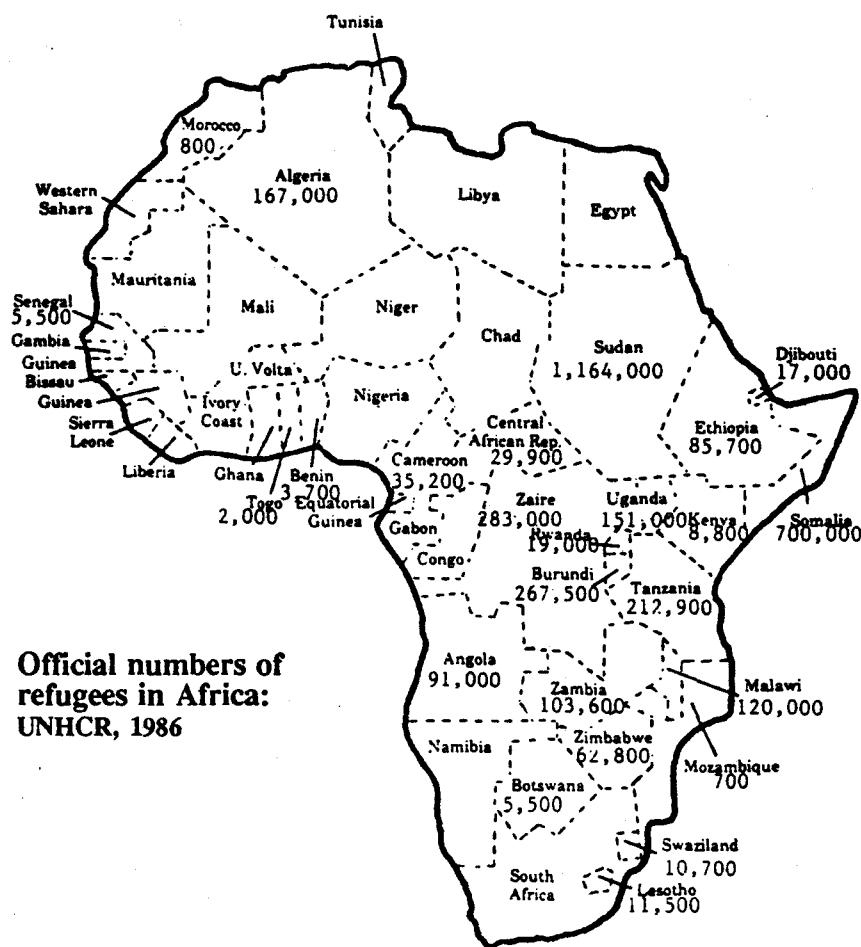 Tunisia
Morocco
800
Algeria
167,000
Libya
Egypt
Western
Sahara
Mauritania
Mali
Niger
Chad
Sudan
1,164,000
Senegal
5,500
Gambia
Guinea
Bissau
Guinea
Sierra
Leone
Liberia
Ivory
Coast
U. Volta
Ghana
Togo
2,000
Benin
3,700
Nigeria
Djibouti
17,000
Ethiopia
85,700
Somalia
700,000
Central
African Rep.
29,900
Cameroon
35,200
Equatorial
Guinea
Gabon
Congo
Zaire
283,000
Uganda
151,000
Kenya
8,800
Rwanda
19,000
Burundi
267,500
Tanzania
212,900
Angola
91,000
Zambia
103,600
Malawi
120,000
Mozambique
700
Zimbabwe
62,800
Namibia
Botswana
5,500
Swaziland
10,700
South
Africa
Lesotho
11,500
Official numbers of
refugees in Africa:
UNHCR, 1986